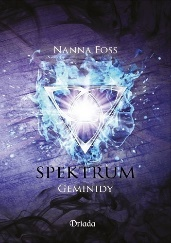 NANNA FOSS
SPEKTRUM
GEMINIDY
Driada